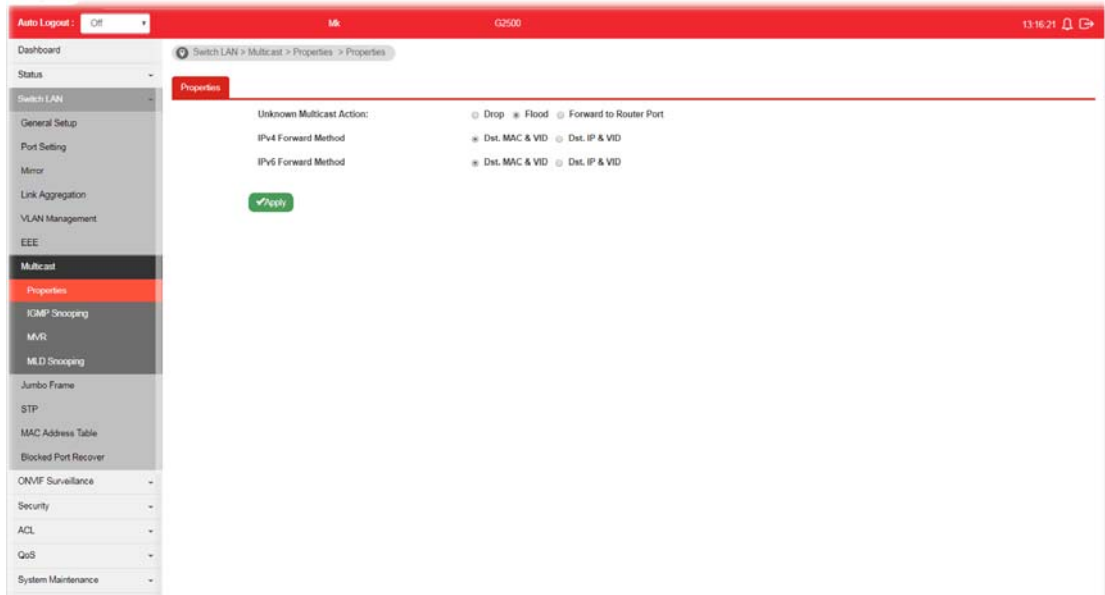 Auto Logout : Off Mk G2500 13:16:21
Dashboard
Status
Switch LAN
General Setup
Port Setting
Mirror
Link Aggregation
VLAN Management
EEE
Multicast
Properties
IGMP Snooping
MVR
MLD Snooping
Jumbo Frame
STP
MAC Address Table
Blocked Port Recover
ONVIF Surveillance
Security
ACL
QoS
System Maintenance
Switch LAN > Multicast > Properties > Properties
Properties
Unknown Multicast Action: Drop Flood Forward to Router Port
IPv4 Forward Method Dst. MAC & VID Dst. IP & VID
IPv6 Forward Method Dst. MAC & VID Dst. IP & VID
Apply